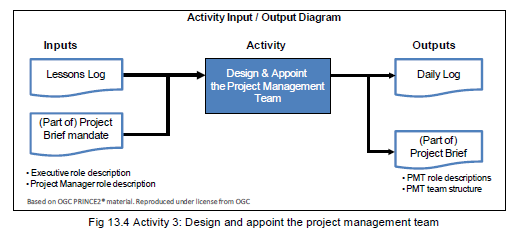 Activity Input / Output Diagram
Inputs
Activity
Outputs
Lessons Log
Design & Appoint
the Project Management
Team
Daily Log
(Part of) Project
Brief mandate
(Part of)
Project Brief
• Executive role description
• Project Manager role description
• PMT role descriptions
• PMT team structure
Based on OGC PRINCE2® material. Reproduced under license from OGC
Fig 13.4 Activity 3: Design and appoint the project management team